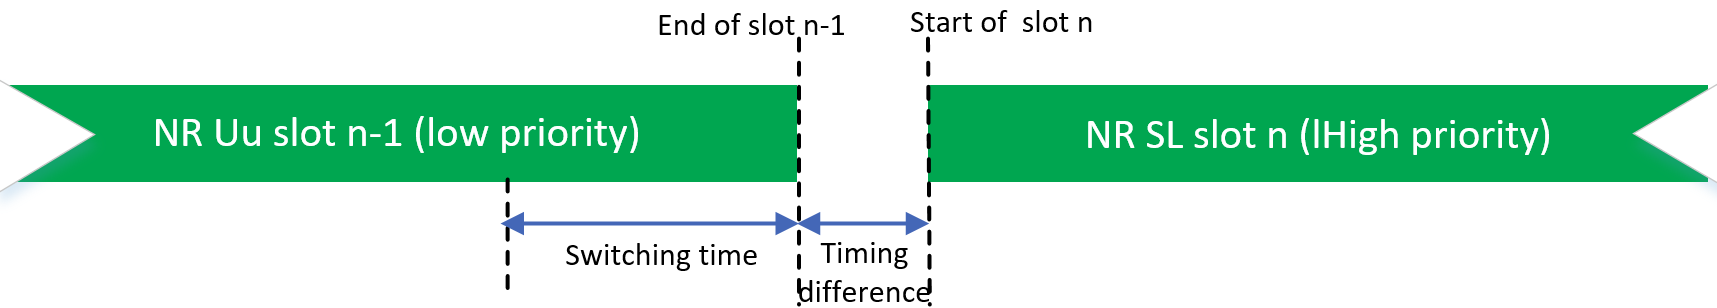 End of slot n-1
Start of slot n
NR Uu slot n-1 (low priority)
NR SL slot n (lHigh priority)
Switching time
Timing
difference